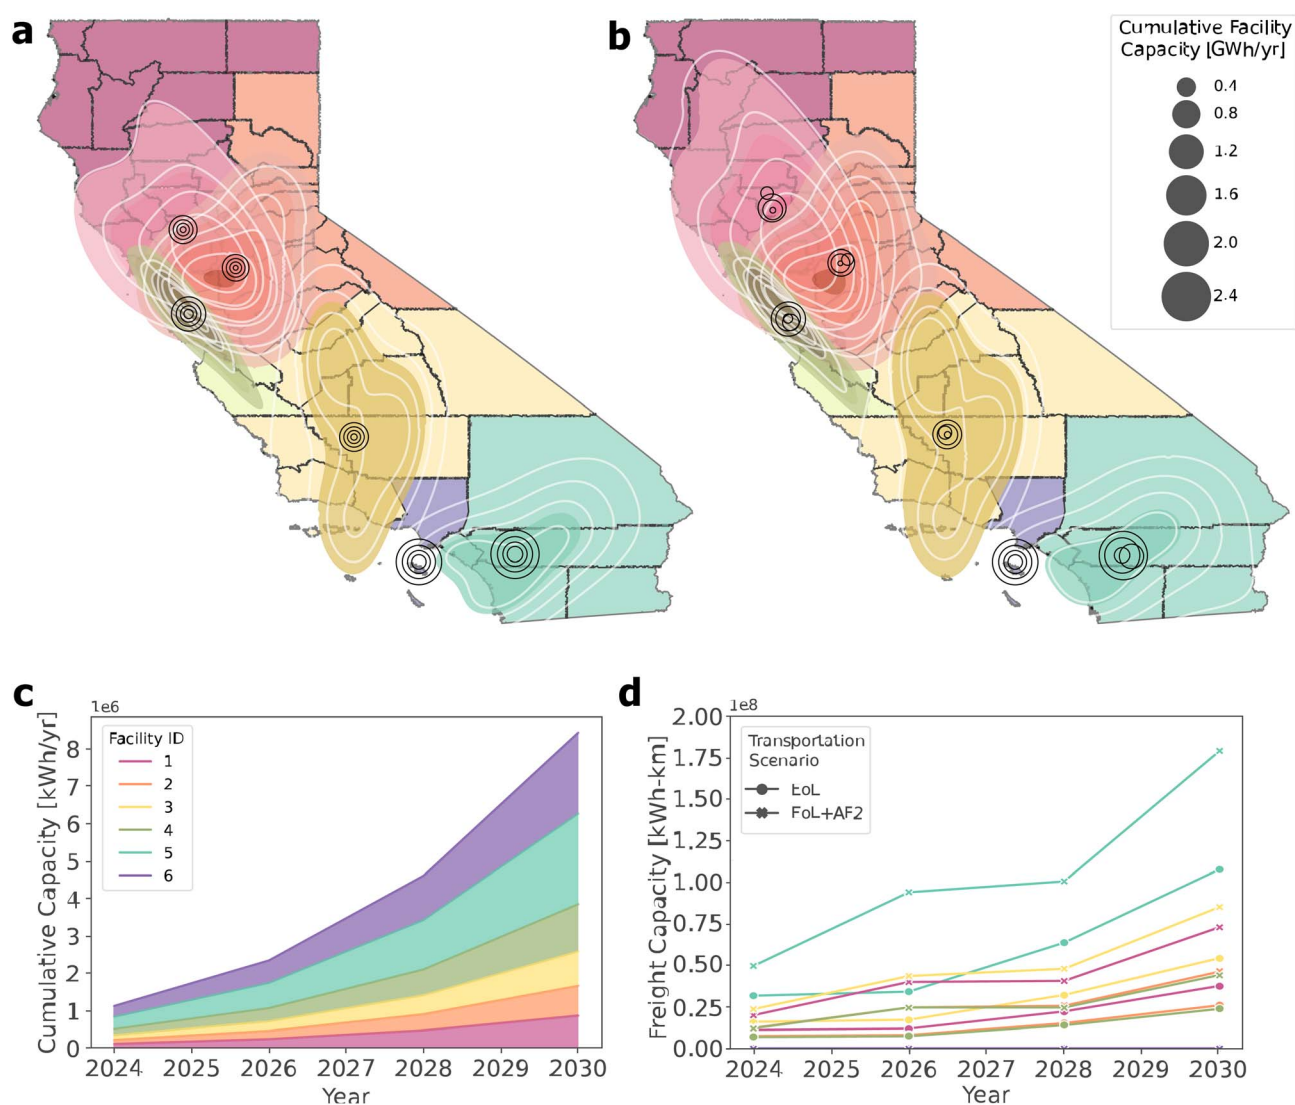 a
b
Cumulative Facility
Capacity [GWh/yr]
0.4
0.8
1.2
1.6
2.0
2.4
c
1e6
Cumulative Capacity [kWh/yr]
8
7
6
5
4
3
2
1
0
Facility ID
1
2
3
4
5
6
2024 2025 2026 2027 2028 2029 2030
Year
d
1e8
Freight Capacity [kWh-km]
2.00
1.75
1.50
1.25
1.00
0.75
0.50
0.25
0.00
Transportation
Scenario
EoL
EoL+AF2
2024 2025 2026 2027 2028 2029 2030
Year